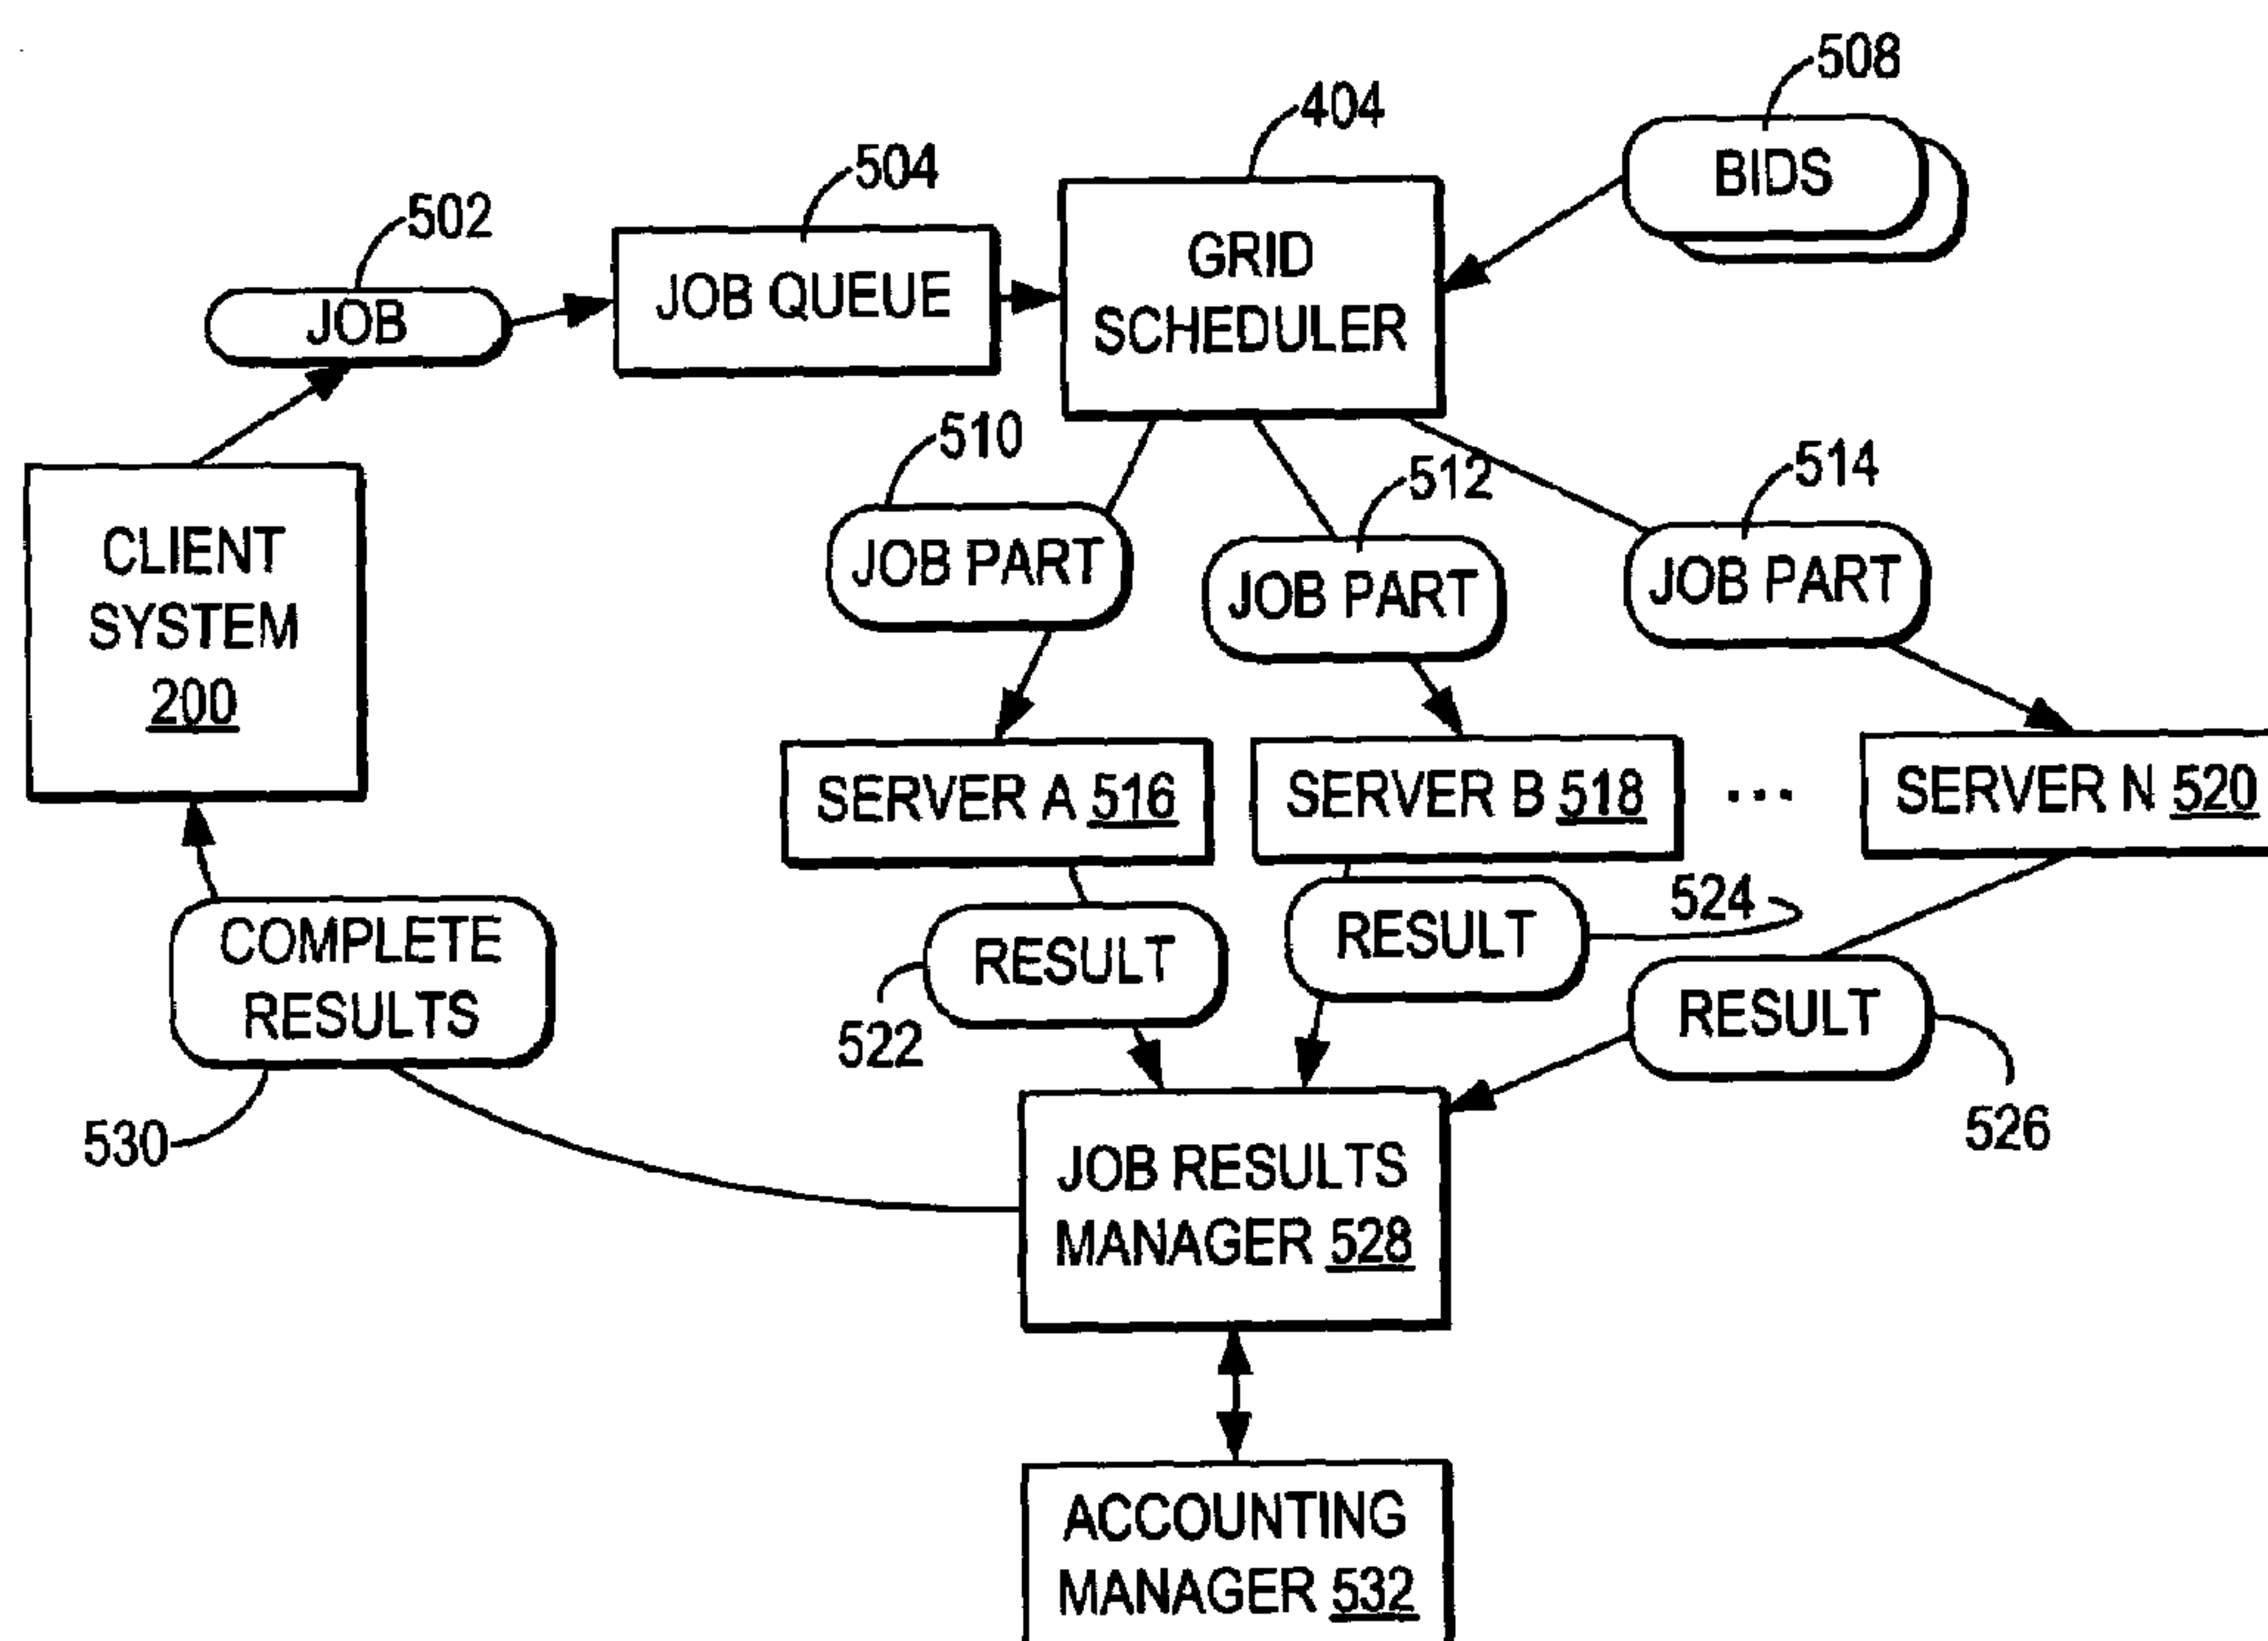 508
BIDS
404
GRID
SCHEDULER
504
JOB QUEUE
502
JOB
510
JOB PART
512
JOB PART
514
JOB PART
CLIENT
SYSTEM
200
SERVER A 516
SERVER B 518
...
SERVER N 520
COMPLETE
RESULTS
530
RESULT
522
RESULT
524
RESULT
526
JOB RESULTS
MANAGER 528
ACCOUNTING
MANAGER 532